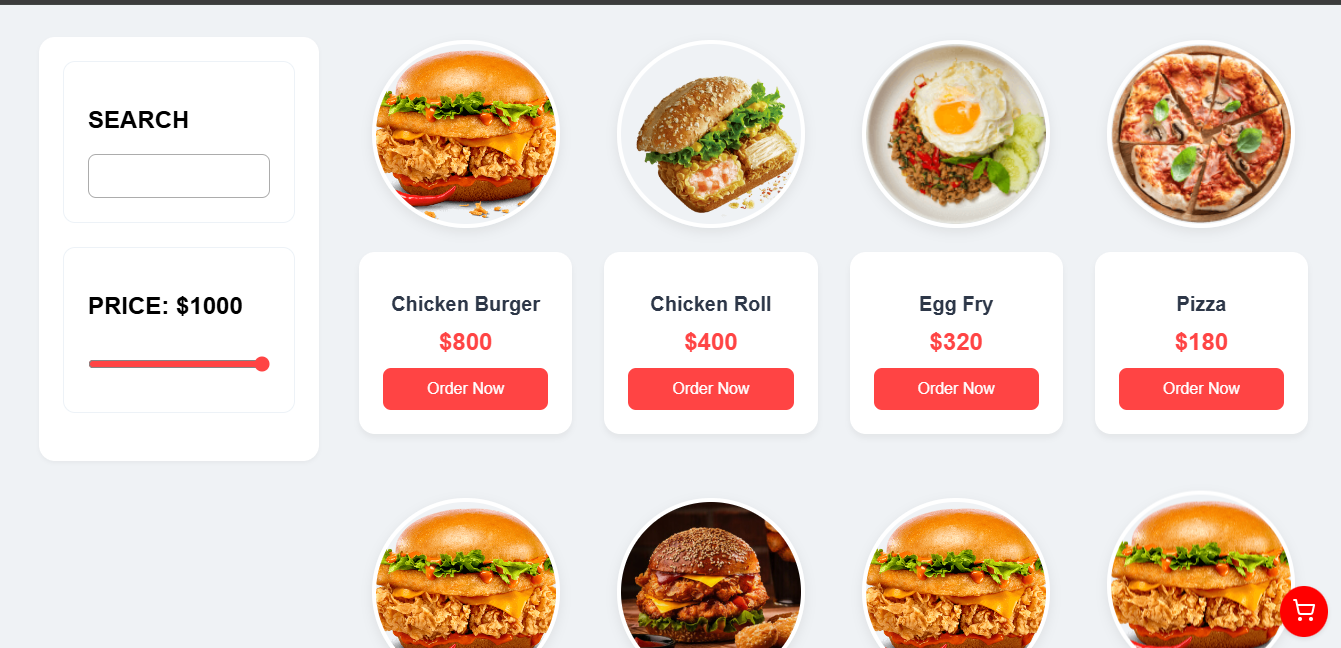 SEARCH
PRICE: $1000
Chicken Burger
$800
Order Now
Chicken Roll
$400
Order Now
Egg Fry
$320
Order Now
Pizza
$180
Order Now